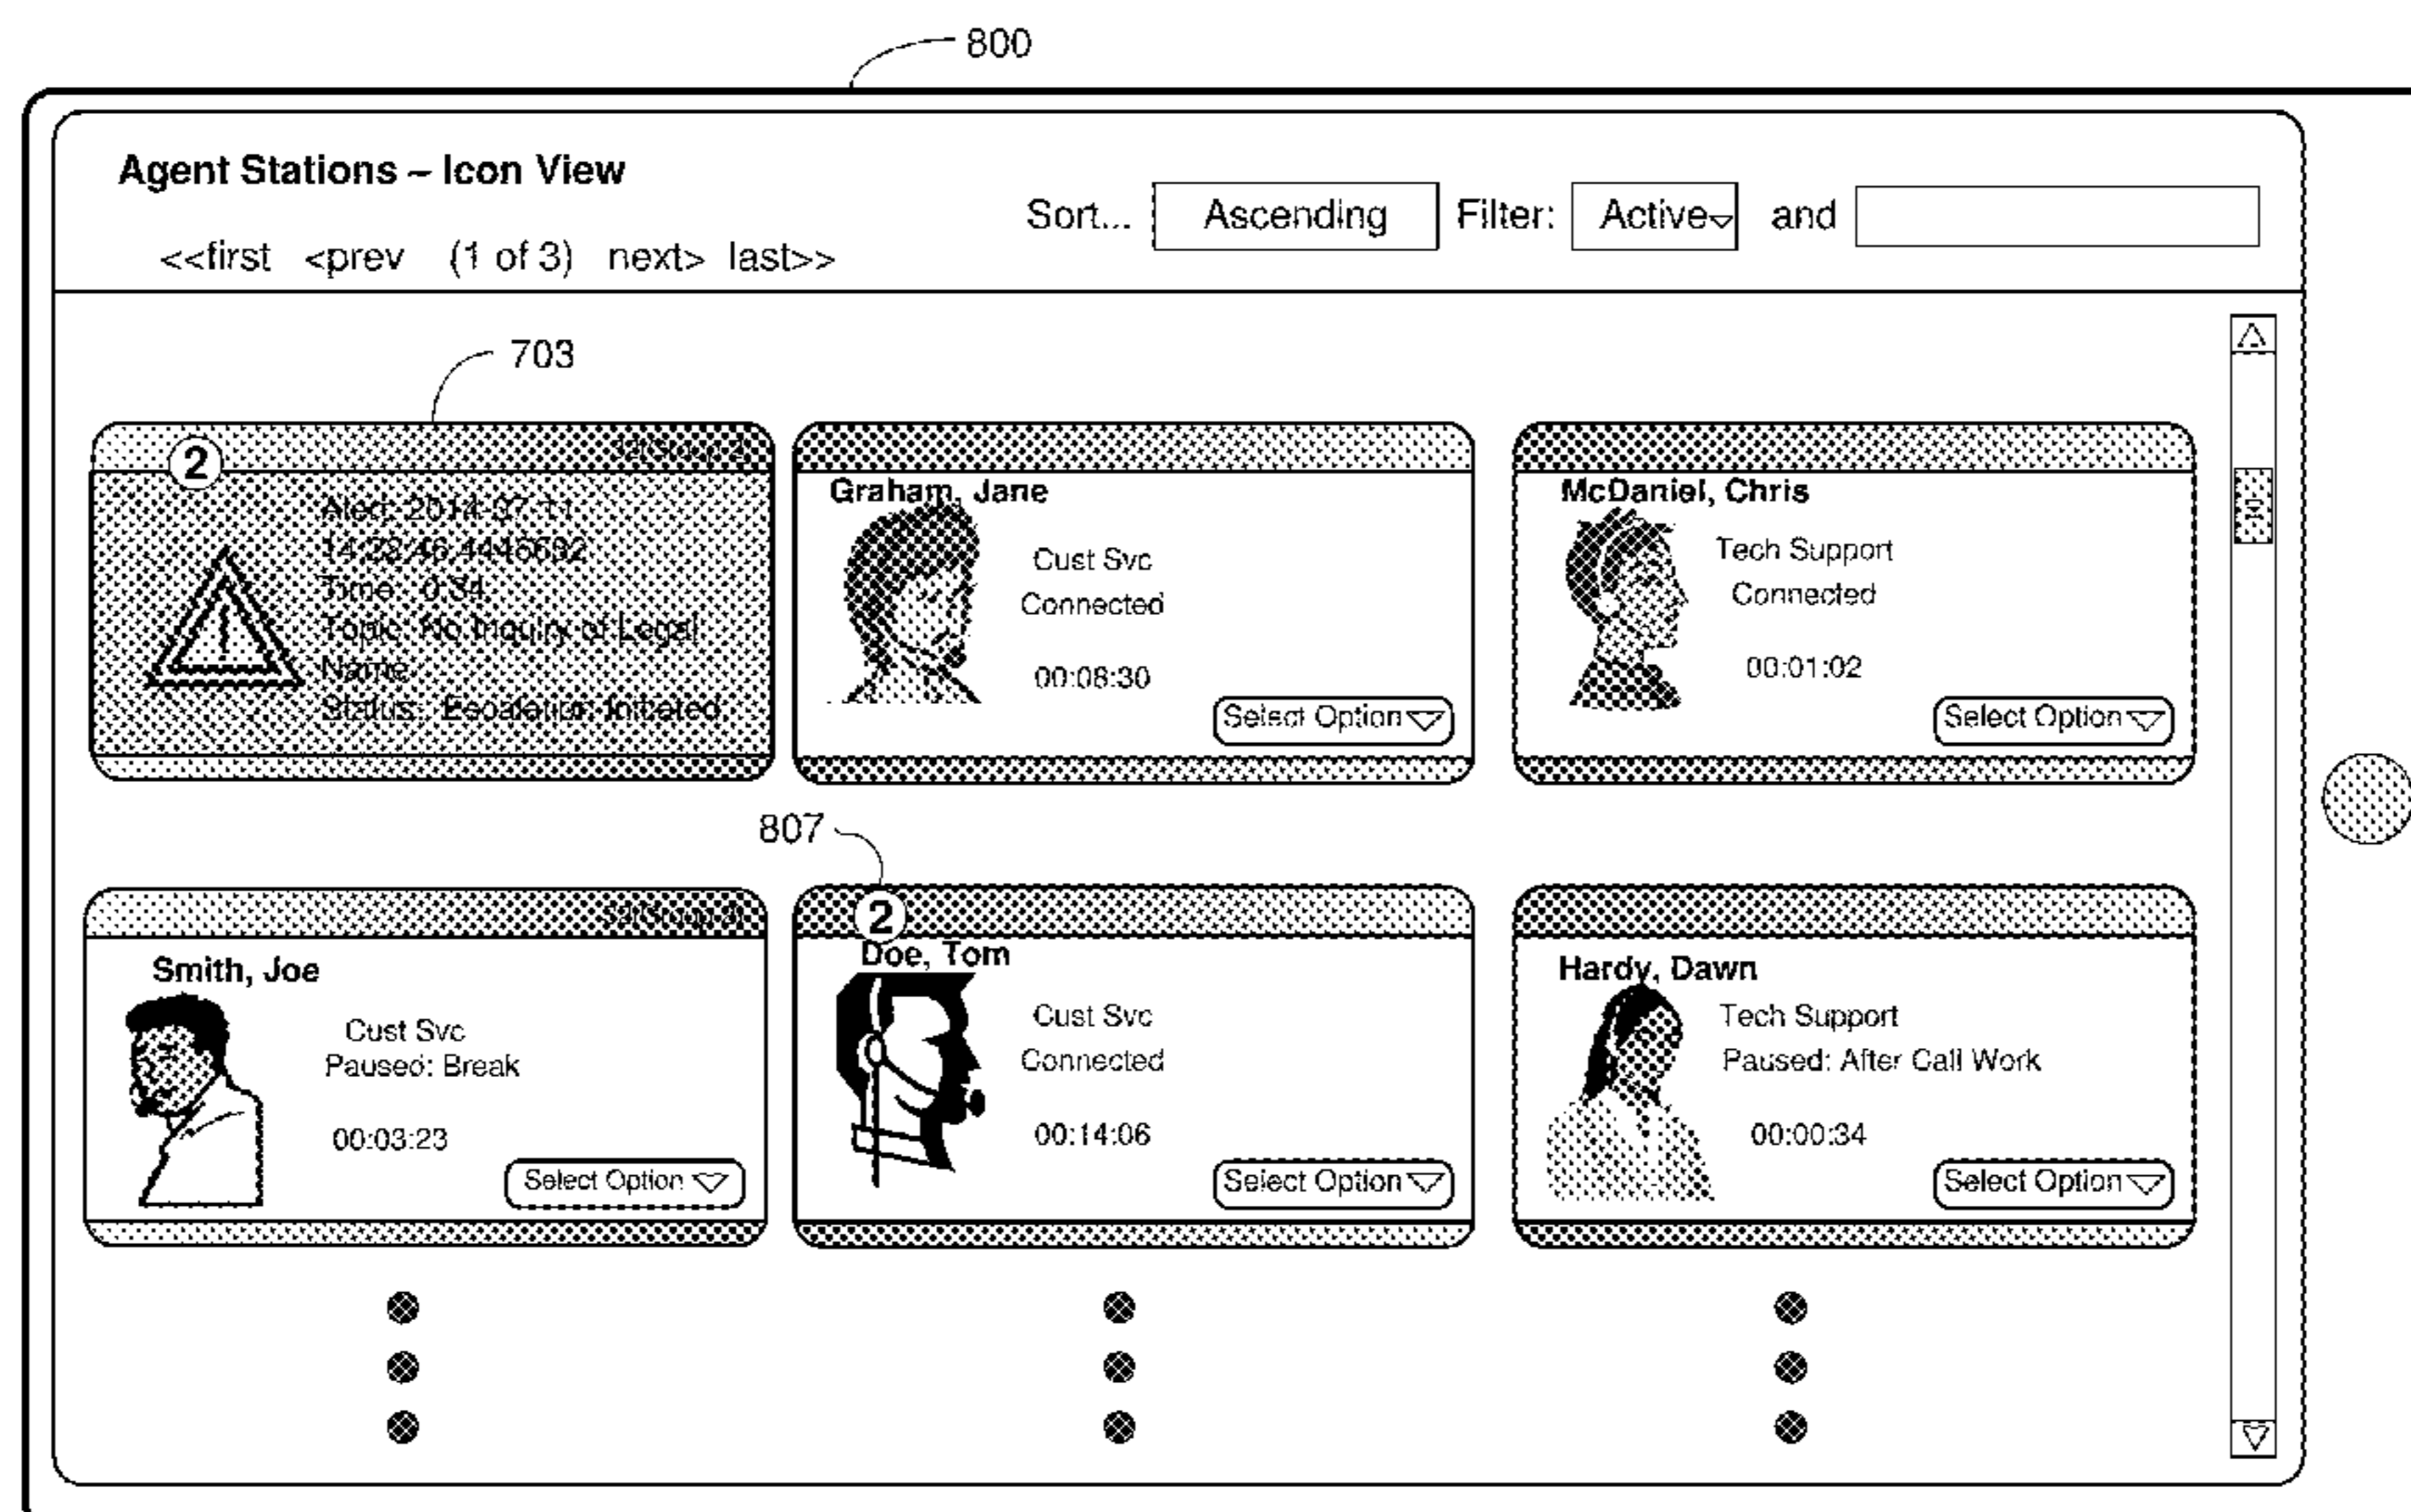 800
Agent Stations – Icon View
Sort... Ascending Filter: Active and
<<first <prev (1 of 3) next> last>>
703
2
Alert: 2014-07-11
Time: 0:34
Topic: No Inquiry of Legal
Name
Status: Escalation Initiated
Graham, Jane
Cust Svc
Connected
00:08:30
Select Option
McDaniel, Chris
Tech Support
Connected
00:01:02
Select Option
807
Smith, Joe
Cust Svc
Paused: Break
00:03:23
Select Option
2
Doe, Tom
Cust Svc
Connected
00:14:06
Select Option
Hardy, Dawn
Tech Support
Paused: After Call Work
00:00:34
Select Option